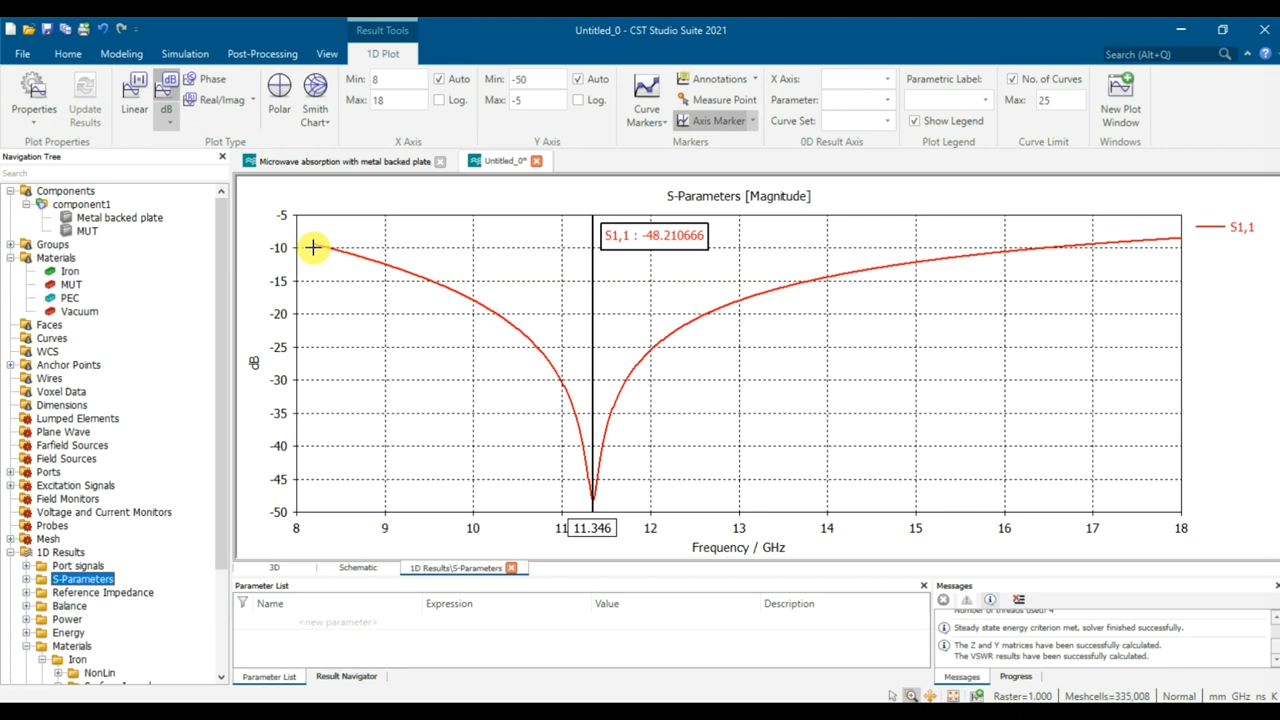 Result Tools
Untitled_0 - CST Studio Suite 2021
File Home Modeling Simulation Post-Processing View 1D Plot Search (Alt+Q)
Properties Update Results Linear dB Phase Real/Imag Polar Smith Chart Min: 8 Auto Max: 18 Log. Min: -50 Auto Max: -5 Log. Curve Markers Annotations Measure Point Axis Marker X Axis: Parameter: Curve Set: Parametric Label: Show Legend No. of Curves Max: 25 New Plot Window
Plot Properties Plot Type X Axis Y Axis Markers 0D Result Axis Plot Legend Curve Limit Windows
Navigation Tree
Search
Components
component1
Metal backed plate
MUT
Groups
Materials
Iron
MUT
PEC
Vacuum
Faces
Curves
WCS
Anchor Points
Wires
Voxel Data
Dimensions
Lumped Elements
Plane Wave
Farfield Sources
Field Sources
Ports
Excitation Signals
Field Monitors
Voltage and Current Monitors
Probes
Mesh
1D Results
Port signals
S-Parameters
Reference Impedance
Balance
Power
Energy
Materials
Iron
NonLin
Microwave absorption with metal backed plate Untitled_0*
S-Parameters [Magnitude]
S1,1 : -48.210666
S1,1
-5
-10
-15
-20
-25
-30
-35
-40
-45
-50
dB
8 9 10 11 11.346 12 13 14 15 16 17 18
Frequency / GHz
3D Schematic 1D Results\S-Parameters
Parameter List
Name Expression Value Description
<new parameter>
Parameter List Result Navigator
Messages
Number of threads used: 4
Steady state energy criterion met, solver finished successfully.
The Z and Y matrices have been successfully calculated.
The VSWR results have been successfully calculated.
Messages Progress
Raster=1.000 Meshcells=335,008 Normal mm GHz ns K